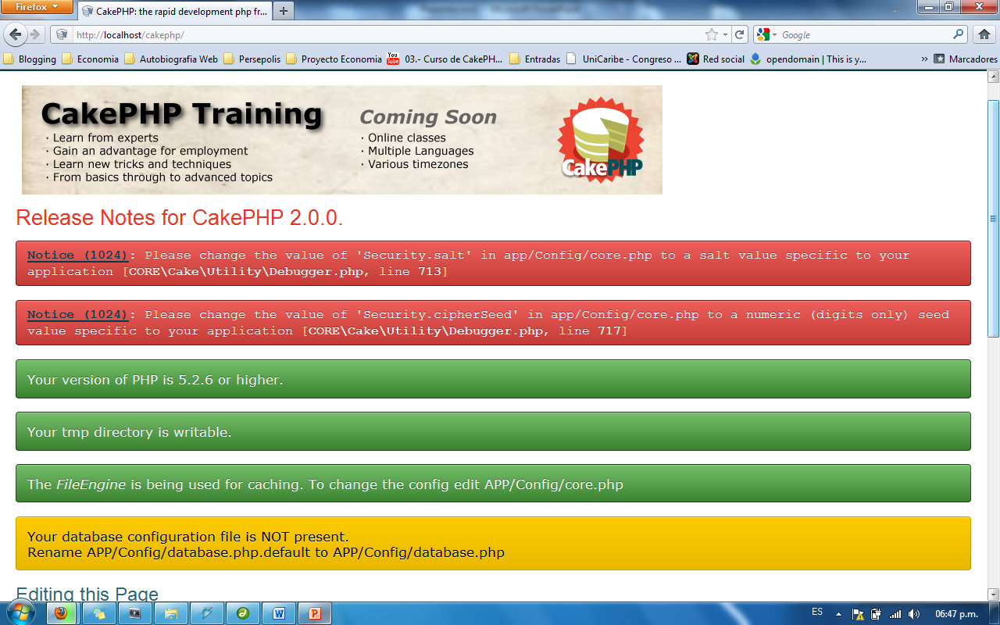 Firefox
CakePHP: the rapid development php fr...
http://localhost/cakephp/
Google
Blogging
Economia
Autobiografia Web
Persepolis
Proyecto Economia
You Tube
03.- Curso de CakePH...
Entradas
UniCaribe - Congreso ...
Red social
opendomain | This is y...
»
Marcadores
CakePHP Training
· Learn from experts
· Gain an advantage for employment
· Learn new tricks and techniques
· From basics through to advanced topics
Coming Soon
· Online classes
· Multiple Languages
· Various timezones
CakePHP
Release Notes for CakePHP 2.0.0.
Notice (1024): Please change the value of 'Security.salt' in app/Config/core.php to a salt value specific to your
application [CORE\Cake\Utility\Debugger.php, line 713]
Notice (1024): Please change the value of 'Security.cipherSeed' in app/Config/core.php to a numeric (digits only) seed
value specific to your application [CORE\Cake\Utility\Debugger.php, line 717]
Your version of PHP is 5.2.6 or higher.
Your tmp directory is writable.
The FileEngine is being used for caching. To change the config edit APP/Config/core.php
Your database configuration file is NOT present.
Rename APP/Config/database.php.default to APP/Config/database.php
Editing this Page
ES
06:47 p.m.